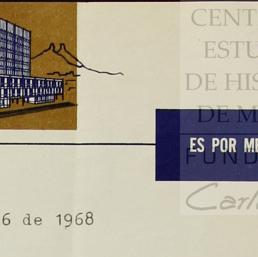 CENT
ESTU
DE HIS
DE M
ES POR ME
FUND
Carl
6 de 1968